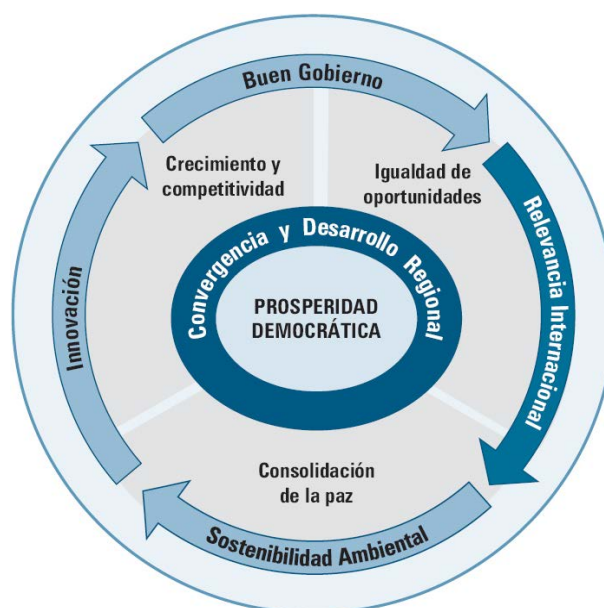 Buen Gobierno
Crecimiento y
competitividad
Igualdad de
oportunidades
Relevancia Internacional
Innovación
Convergencia y Desarrollo Regional
PROSPERIDAD
DEMOCRÁTICA
Consolidación
de la paz
Sostenibilidad Ambiental